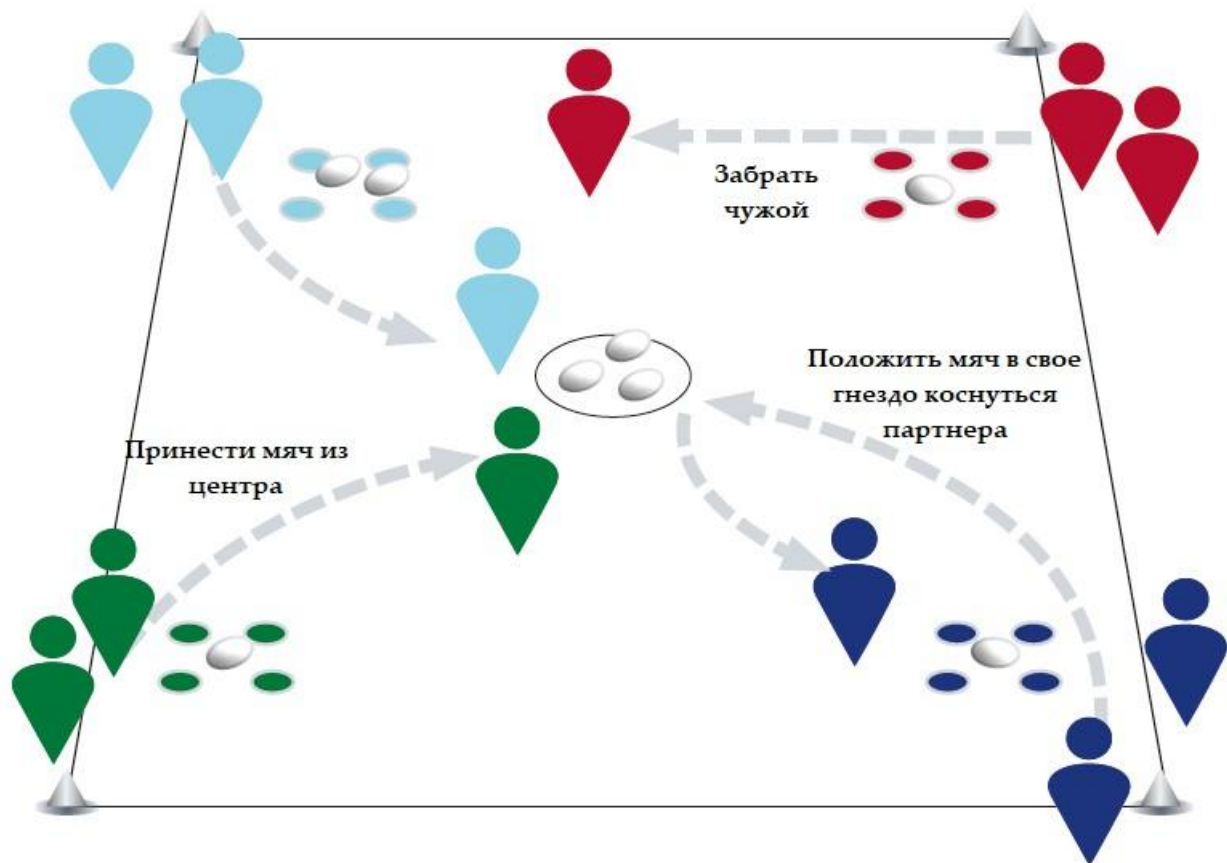 Забрать
чужой
Положить мяч в свое
гнездо коснуться
партнера
Принести мяч из
центра